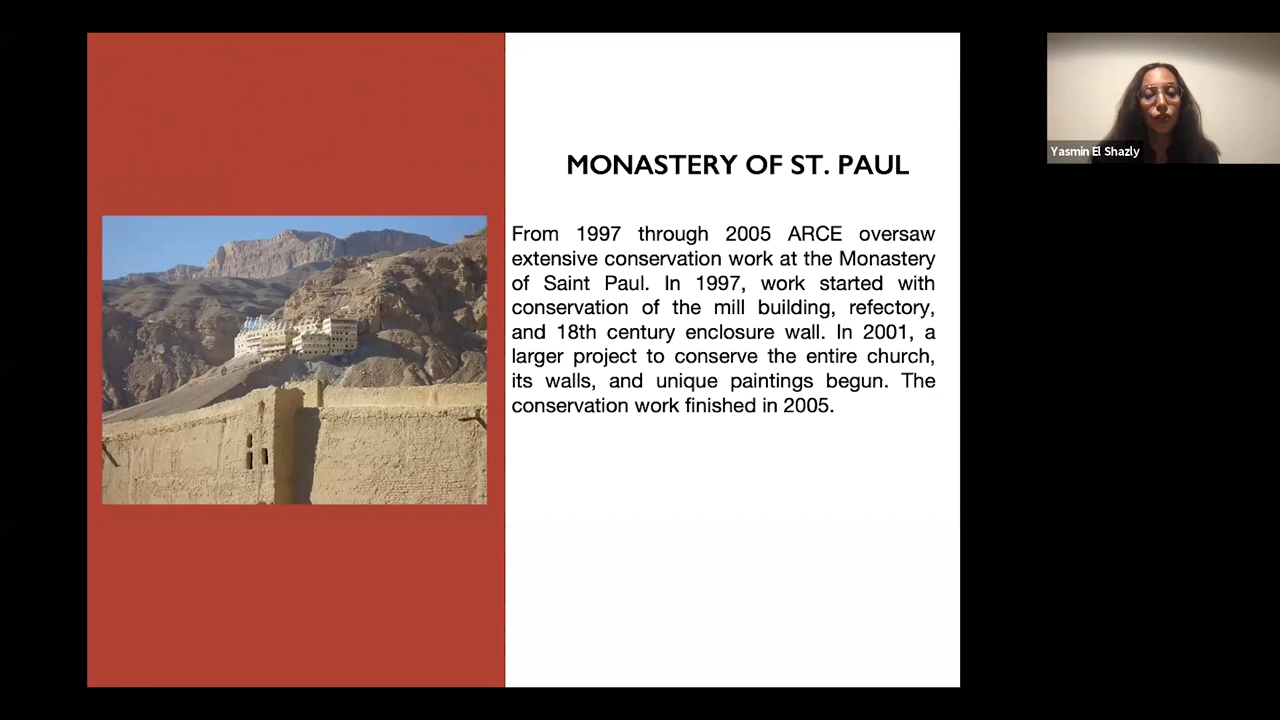 MONASTERY OF ST. PAUL
From 1997 through 2005 ARCE oversaw
extensive conservation work at the Monastery
of Saint Paul. In 1997, work started with
conservation of the mill building, refectory,
and 18th century enclosure wall. In 2001, a
larger project to conserve the entire church,
its walls, and unique paintings begun. The
conservation work finished in 2005.
Yasmin El Shazly